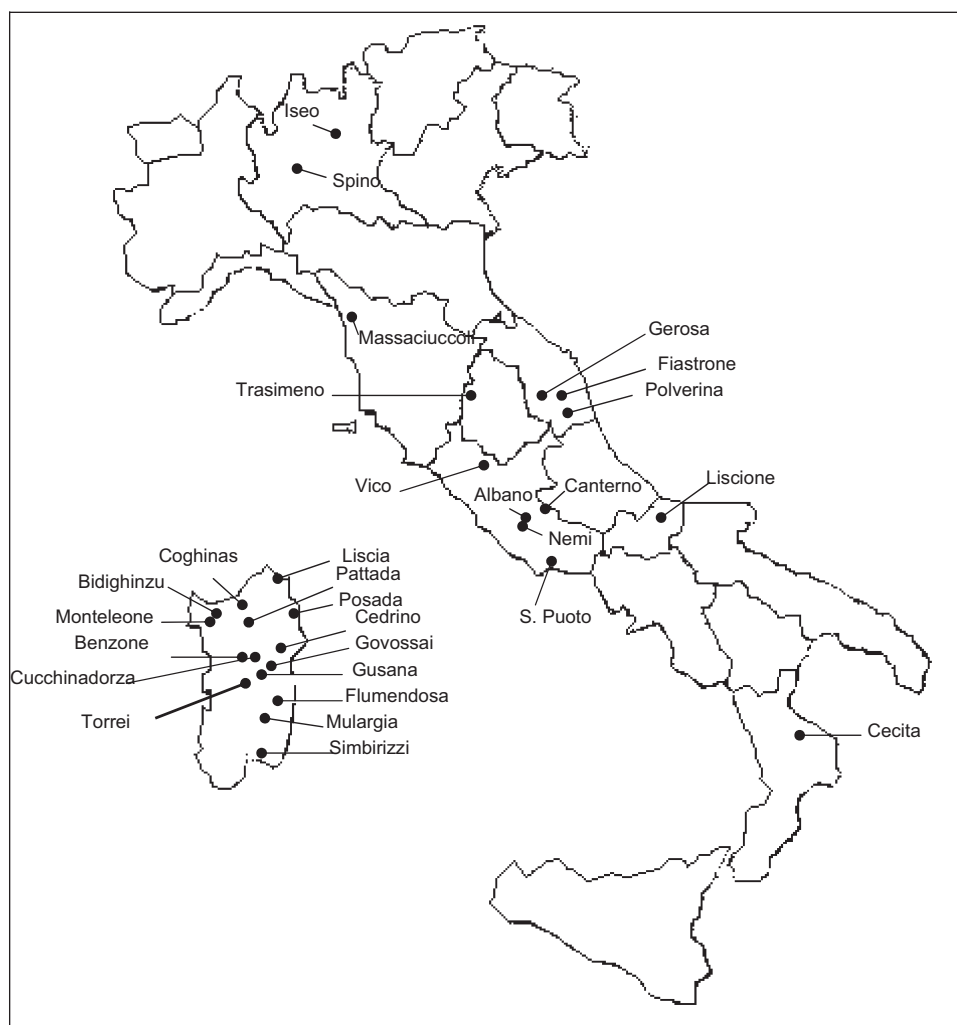 Iseo
Spino
Massaciuccoli
Gerosa
Fiastrone
Trasimeno
Polverina
Vico
Albano
Canterno
Liscione
Nemi
S. Puoto
Coghinas
Liscia
Bidighinzu
Pattada
Monteleone
Posada
Cedrino
Benzone
Govossai
Cucchinadorza
Gusana
Flumendosa
Torrei
Mulargia
Simbirizzi
Cecita